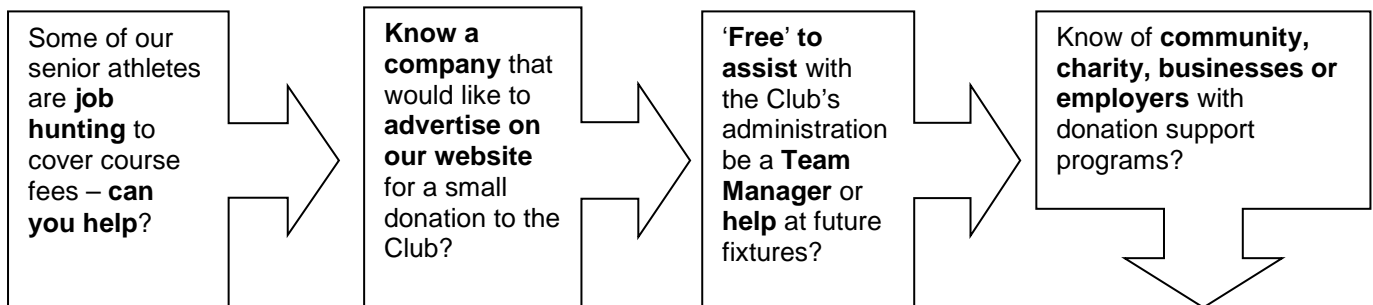 Some of our
senior athletes
are job
hunting to
cover course
fees – can
you help?
Know a
company that
would like to
advertise on
our website
for a small
donation to the
Club?
‘Free’ to
assist with
the Club’s
administration
be a Team
Manager or
help at future
fixtures?
Know of community,
charity, businesses or
employers with
donation support
programs?